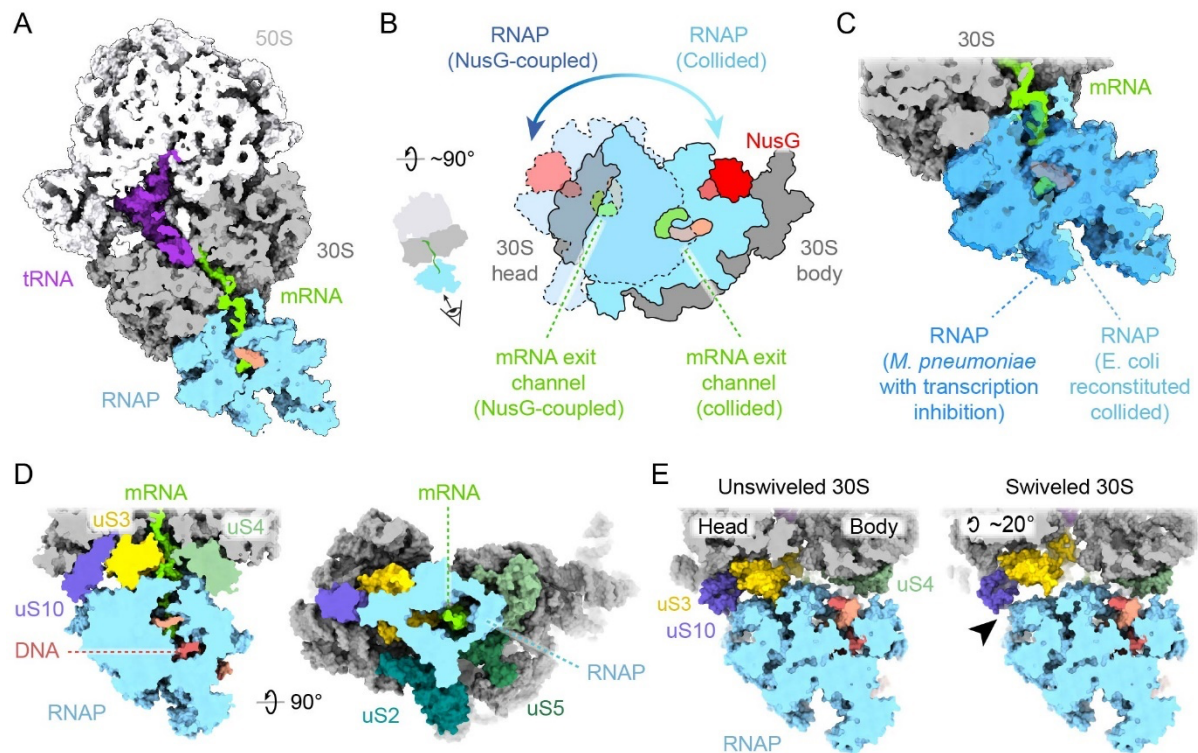 A
50S
30S
tRNA
mRNA
RNAP
B
RNAP
(NusG-coupled)
RNAP
(Collided)
~90°
NusG
30S
head
30S
body
mRNA exit
channel
(NusG-coupled)
mRNA exit
channel
(collided)
C
30S
mRNA
RNAP
(M. pneumoniae
with transcription
inhibition)
RNAP
(E. coli
reconstituted
collided)
D
mRNA
uS3
uS4
uS10
DNA
RNAP
90°
mRNA
RNAP
uS2
uS5
E
Unswiveled 30S
Head
Body
uS3
uS10
uS4
RNAP
Swiveled 30S
~20°